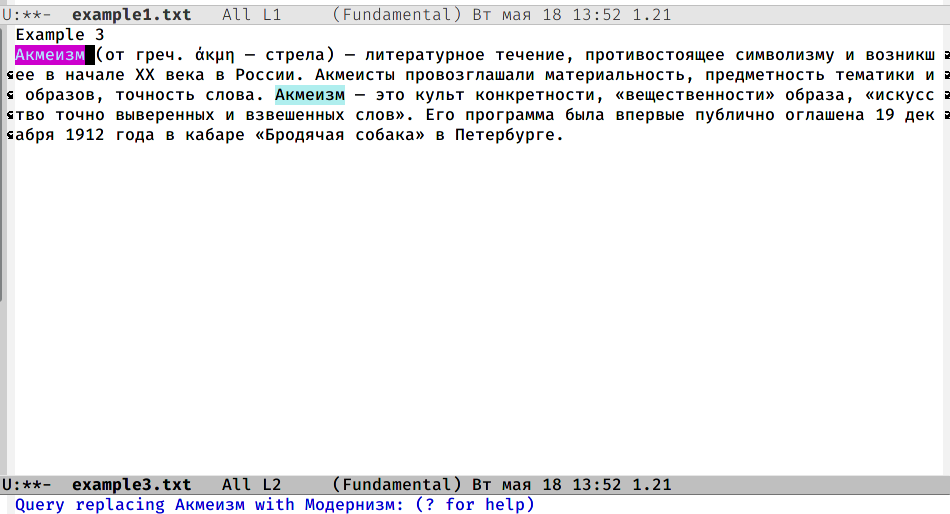 U:**-  example1.txt   All L1     (Fundamental) Вт мая 18 13:52 1.21
Example 3
Акмеизм (от греч. άκμη — стрела) — литературное течение, противостоящее символизму и возникш
ее в начале XX века в России. Акмеисты провозглашали материальность, предметность тематики и
 образов, точность слова. Акмеизм — это культ конкретности, «вещественности» образа, «искусс
тво точно выверенных и взвешенных слов». Его программа была впервые публично оглашена 19 дек
абря 1912 года в кабаре «Бродячая собака» в Петербурге.
U:**-  example3.txt   All L2     (Fundamental) Вт мая 18 13:52 1.21
Query replacing Акмеизм with Модернизм: (? for help)